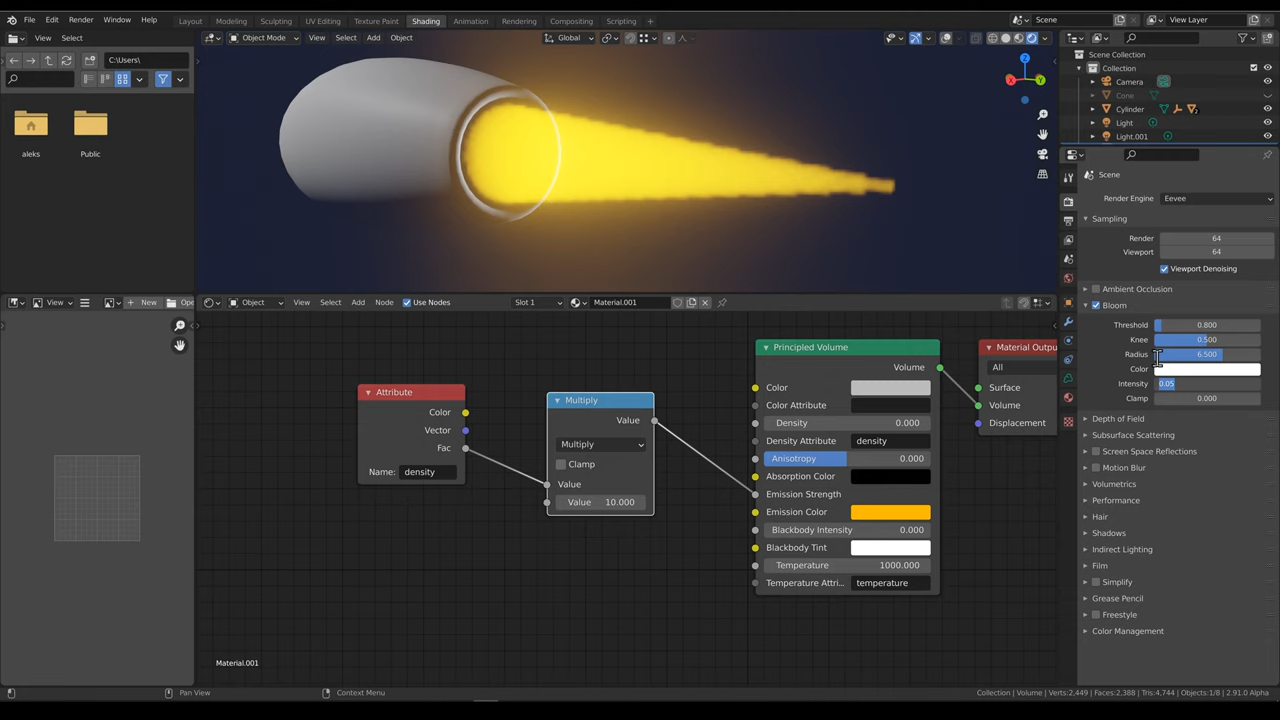 File Edit Render Window Help Layout Modeling Sculpting UV Editing Texture Paint Shading Animation Rendering Compositing Scripting + Scene View Layer
View Select Object Mode View Select Add Object Global
Scene Collection
C:\Users\ Collection
Camera
Cone
Cylinder
Light
Light.001
aleks Public
Scene
Render Engine Eevee
Sampling
Render 64
Viewport 64
Viewport Denoising
Ambient Occlusion
Bloom
Threshold 0.800
Knee 0.500
Radius 6.500
Color
Intensity 0.05
Clamp 0.000
Depth of Field
Subsurface Scattering
Screen Space Reflections
Motion Blur
Volumetrics
Performance
Hair
Shadows
Indirect Lighting
Film
Simplify
Grease Pencil
Freestyle
Color Management
View New Ope Object View Select Add Node Use Nodes Slot 1 Material.001
Attribute
Color
Vector
Fac
Name: density
Multiply
Value
Multiply
Clamp
Value
Value 10.000
Principled Volume
Volume
Color
Color Attribute
Density 0.000
Density Attribute density
Anisotropy 0.000
Absorption Color
Emission Strength
Emission Color
Blackbody Intensity 0.000
Blackbody Tint
Temperature 1000.000
Temperature Attri... temperature
Material Outpu
All
Surface
Volume
Displacement
Material.001
Pan View Context Menu Collection | Volume | Verts:2,449 | Faces:2,388 | Tris:4,744 | Objects:1/8 | 2.91.0 Alpha